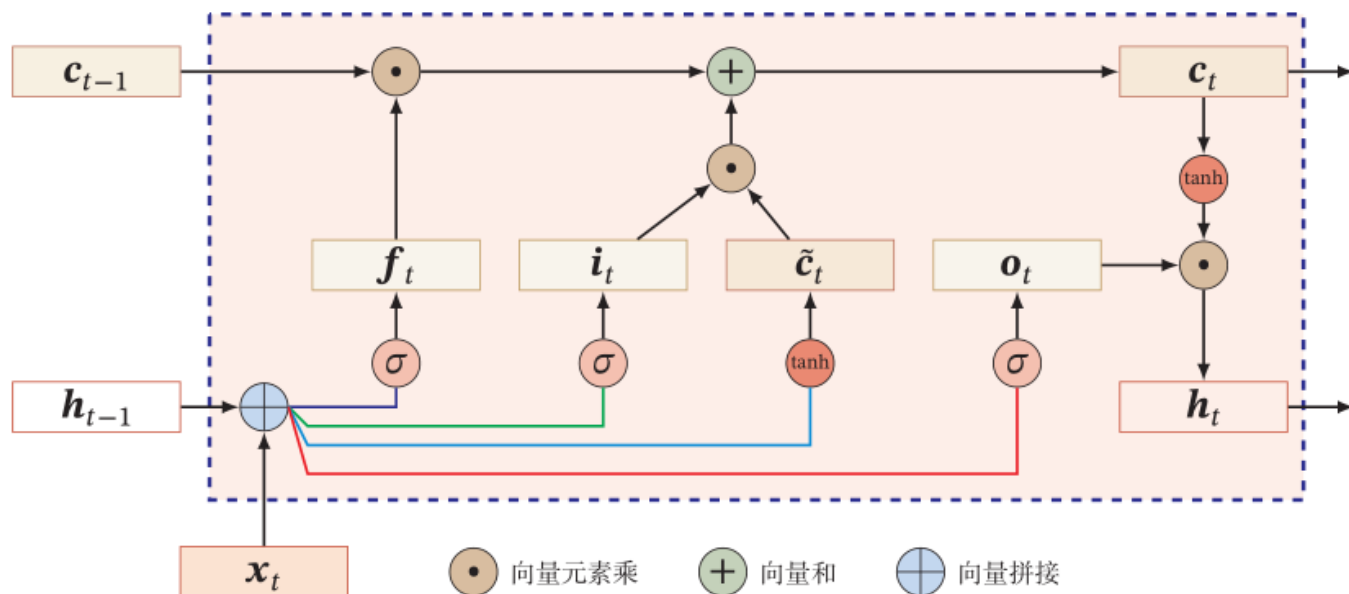 c_{t−1} ⊙ + c_t
⊙ tanh
f_t i_t c̃_t o_t ⊙
σ σ tanh σ
h_{t−1} h_t
x_t ⊙ 向量元素乘 + 向量和 向量拼接